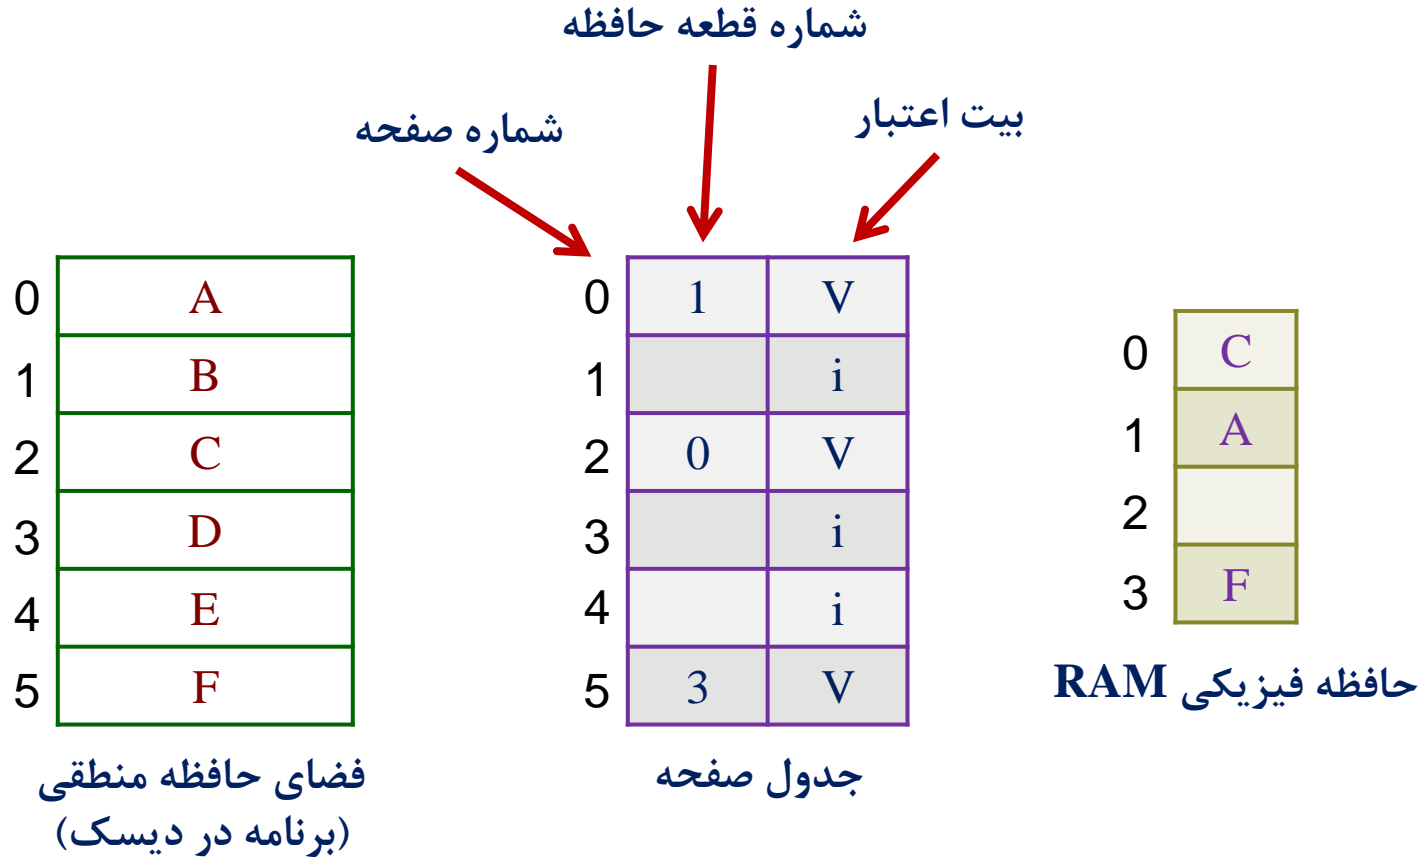 شماره قطعه حافظه
شماره صفحه
بیت اعتبار
0 A
1 B
2 C
3 D
4 E
5 F
فضای حافظه منطقی
(برنامه در دیسک)
0 1 V
1 i
2 0 V
3 i
4 i
5 3 V
جدول صفحه
0 C
1 A
2
3 F
حافظه فیزیکی RAM